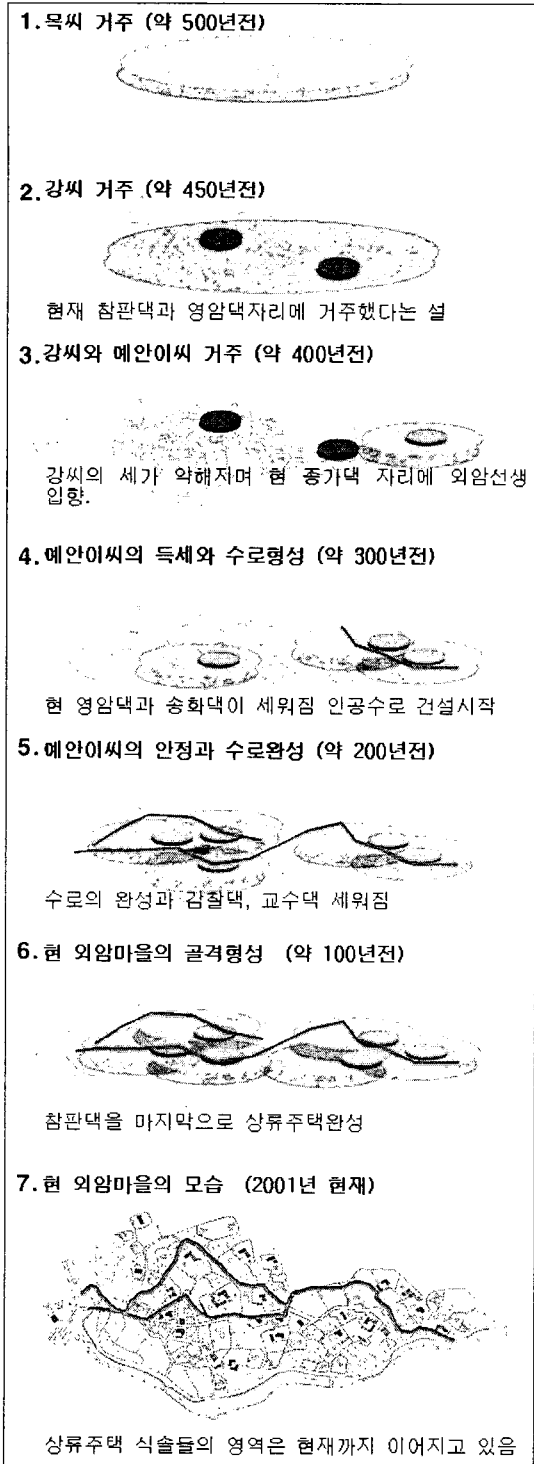 1.목씨 거주 (약 500년전)
2.강씨 거주 (약 450년전)
현재 참판댁과 영암댁자리에 거주했다는 설
3.강씨와 예안이씨 거주 (약 400년전)
강씨의 세가 약해지며 현 종가댁 자리에 외암선생
입향.
4.예안이씨의 득세와 수로형성 (약 300년전)
현 영암댁과 송화댁이 세워짐 인공수로 건설시작
5.예안이씨의 안정과 수로완성 (약 200년전)
수로의 완성과 감찰댁, 교수댁 세워짐
6.현 외암마을의 골격형성 (약 100년전)
참판댁을 마지막으로 상류주택완성
7.현 외암마을의 모습 (2001년 현재)
상류주택 식솔들의 영역은 현재까지 이어지고 있음